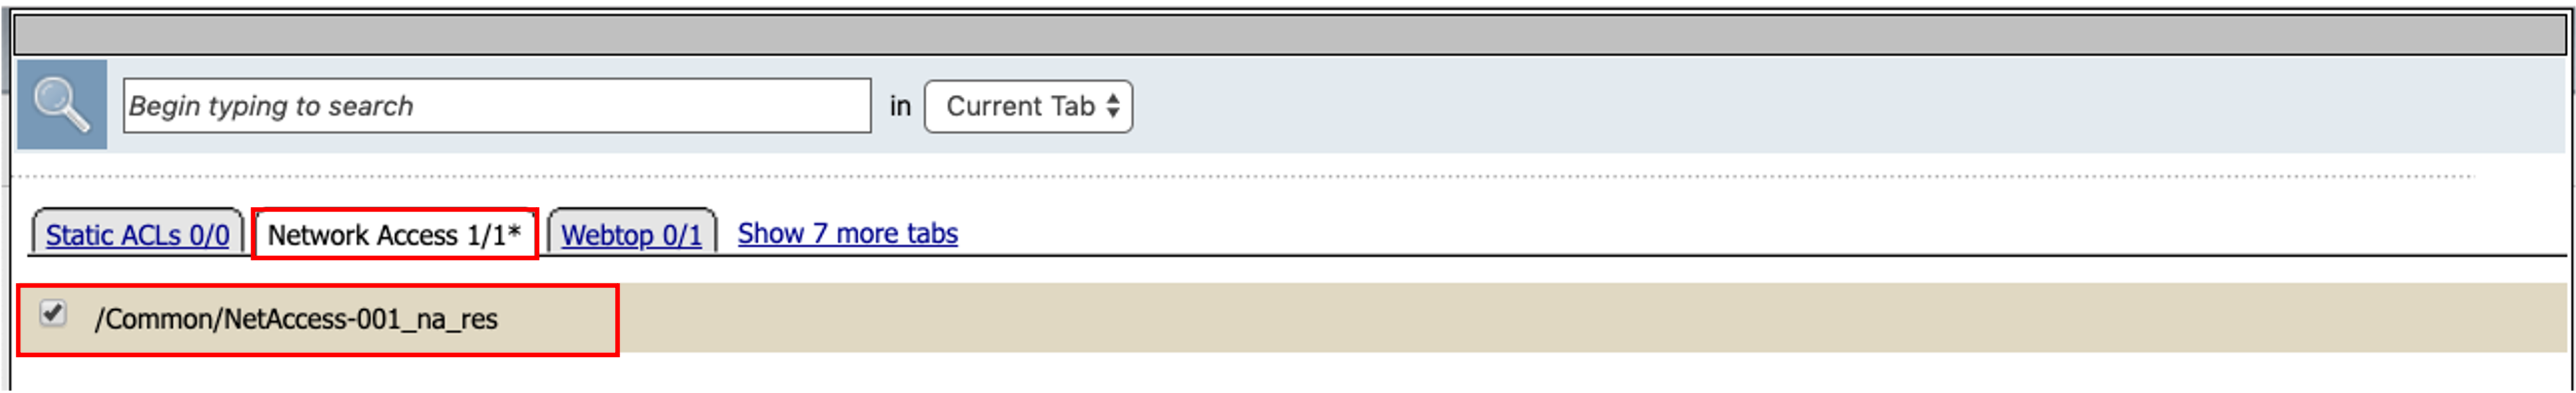 Begin typing to search in Current Tab
Static ACLs 0/0 Network Access 1/1* Webtop 0/1 Show 7 more tabs
/Common/NetAccess-001_na_res